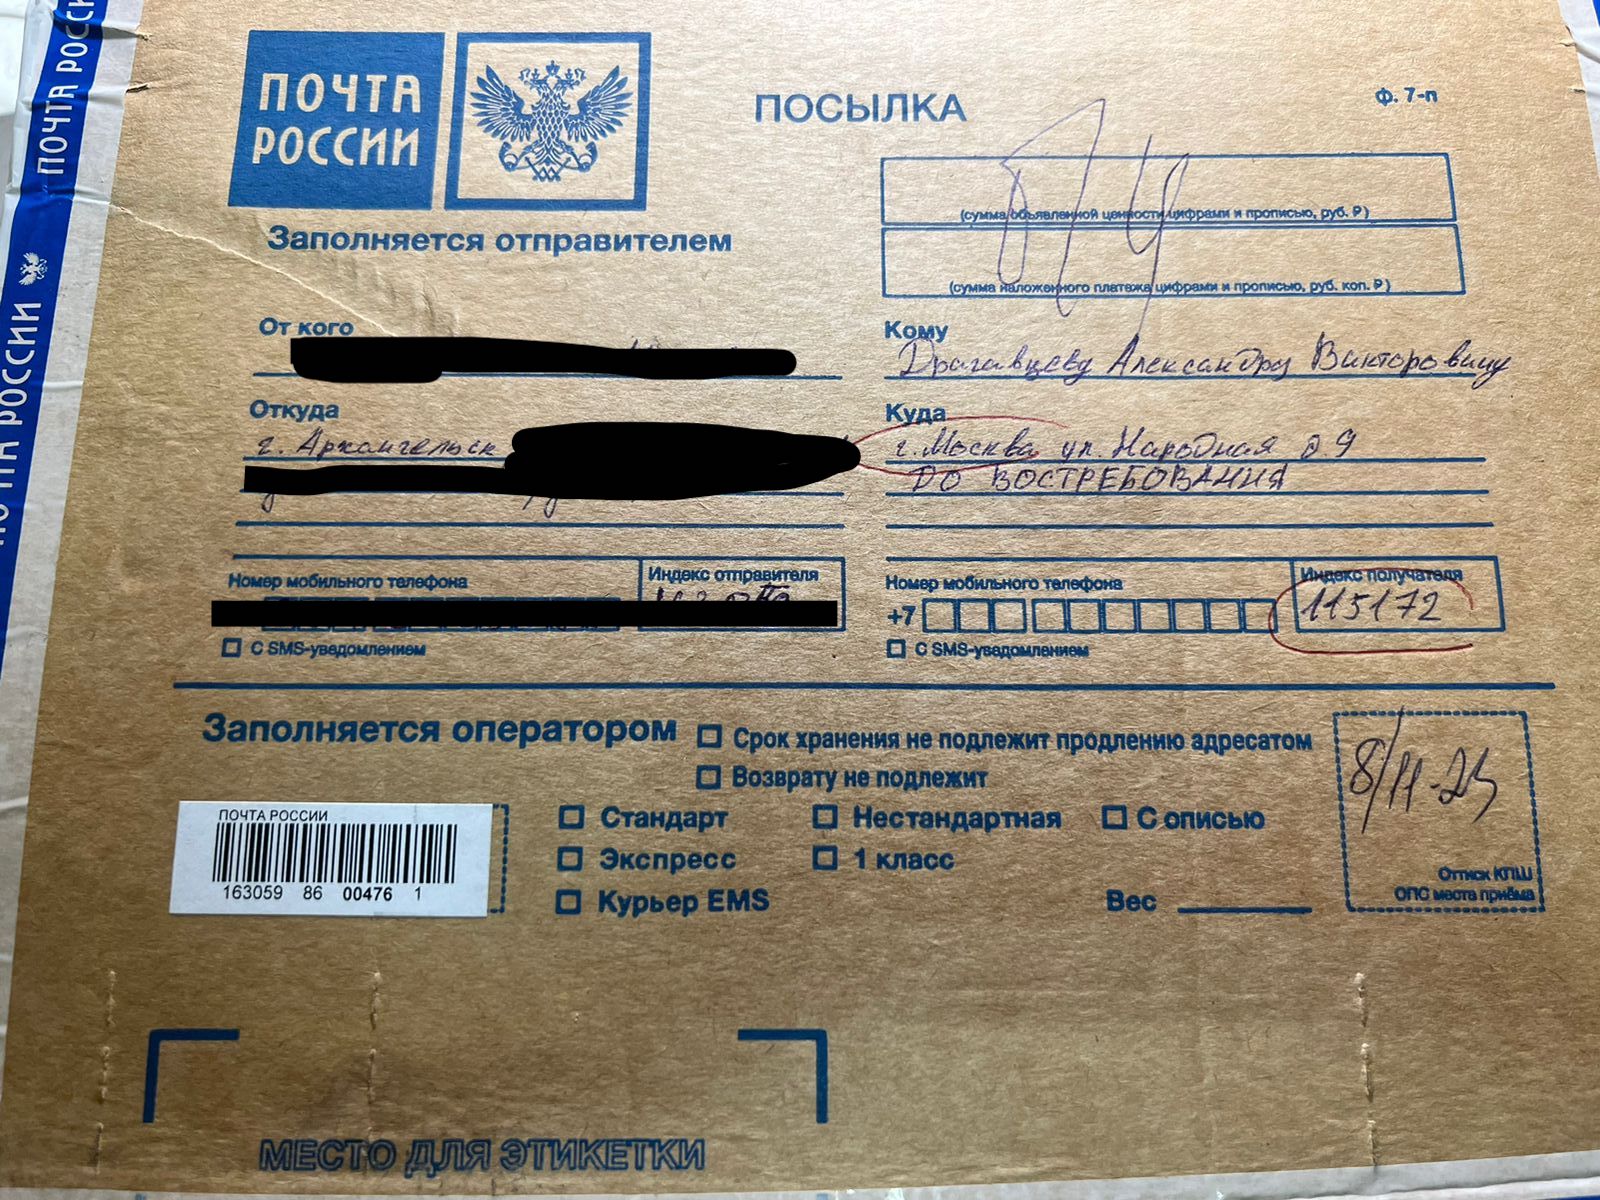 ПОЧТА РОССИИ
ПОЧТА РОССИИ
ПОЧТА РОССИИ
ПОЧТА
РОССИИ
ПОСЫЛКА
Ф. 7-п
(сумма объявленной ценности цифрами и прописью, руб. ₽)
Заполняется отправителем
(сумма наложенного платежа цифрами и прописью, руб. коп. ₽)
От кого
Кому
Драгавцеву Александру Викторовичу
Откуда
Куда
г. Архангельск
г. Москва ул. Народная д 9
ДО ВОСТРЕБОВАНИЯ
Номер мобильного телефона
Индекс отправителя
Номер мобильного телефона
Индекс получателя
+7
115172
С SMS-уведомлением
С SMS-уведомлением
Заполняется оператором
Срок хранения не подлежит продлению адресатом
Возврату не подлежит
8/11-23
ПОЧТА РОССИИ
163059 86 00476 1
Стандарт
Нестандартная
С описью
Экспресс
1 класс
Курьер EMS
Вес
Оттиск КПШ
ОПС места приёма
МЕСТО ДЛЯ ЭТИКЕТКИ